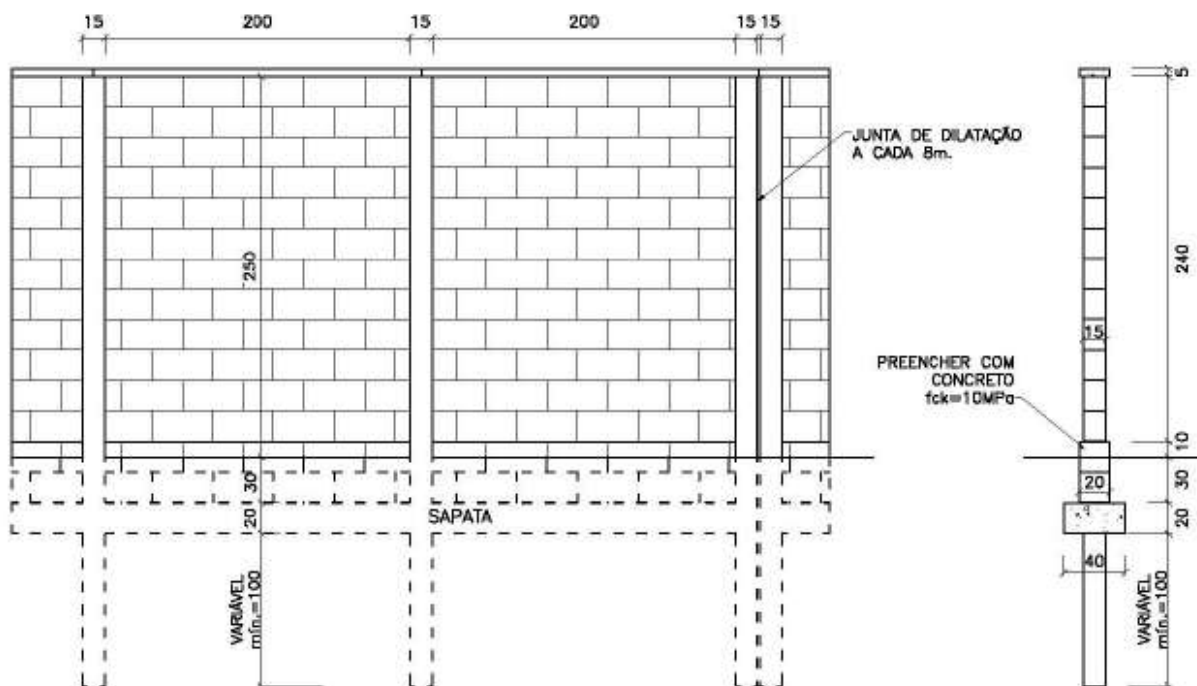 15 200 15 200 15 15
5
JUNTA DE DILATAÇÃO
A CADA 8m.
250
240
15
PREENCHER COM
CONCRETO
fck=10MPa
10
30
20
30
SAPATA
20
20
40
VARIÁVEL
mín.=100
VARIÁVEL
mín.=100